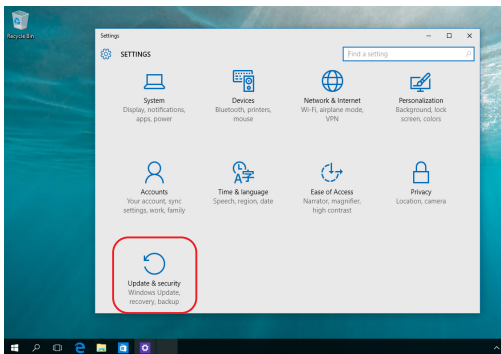 Recycle Bin
Settings
SETTINGS
Find a setting
System
Display, notifications,
apps, power
Devices
Bluetooth, printers,
mouse
Network & Internet
Wi-Fi, airplane mode,
VPN
Personalization
Background, lock
screen, colors
Accounts
Your account, sync
settings, work, family
Time & language
Speech, region, date
Ease of Access
Narrator, magnifier,
high contrast
Privacy
Location, camera
Update & security
Windows Update,
recovery, backup